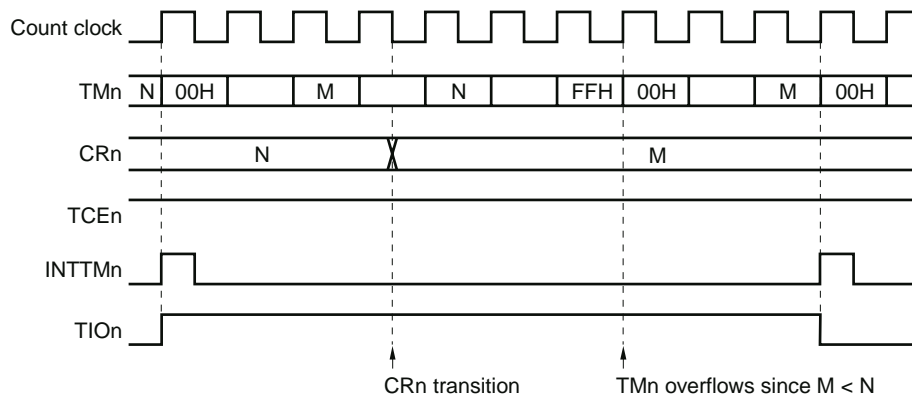 Count clock
TMn N 00H M N FFH 00H M 00H
CRn N M
TCEn
INTTMn
TIOn
CRn transition TMn overflows since M < N